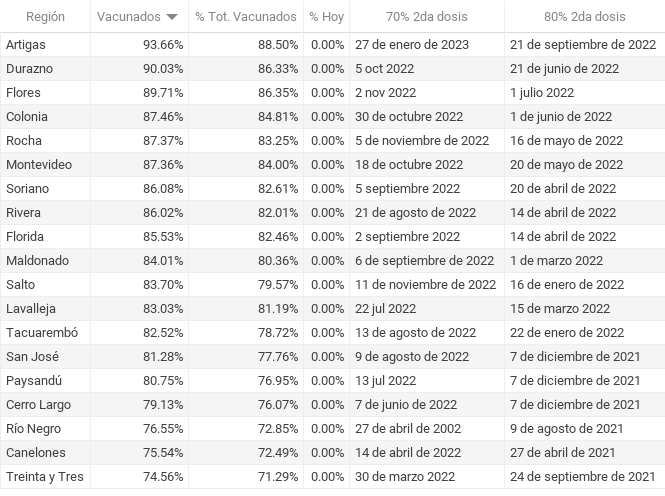 Región Vacunados % Tot. Vacunados % Hoy 70% 2da dosis 80% 2da dosis
Artigas 93.66% 88.50% 0.00% 27 de enero de 2023 21 de septiembre de 2022
Durazno 90.03% 86.33% 0.00% 5 oct 2022 21 de junio de 2022
Flores 89.71% 86.35% 0.00% 2 nov 2022 1 julio 2022
Colonia 87.46% 84.81% 0.00% 30 de octubre 2022 1 de junio de 2022
Rocha 87.37% 83.25% 0.00% 5 de noviembre de 2022 16 de mayo de 2022
Montevideo 87.36% 84.00% 0.00% 18 de octubre 2022 20 de mayo de 2022
Soriano 86.08% 82.61% 0.00% 5 septiembre 2022 20 de abril de 2022
Rivera 86.02% 82.01% 0.00% 21 de agosto de 2022 14 de abril de 2022
Florida 85.53% 82.46% 0.00% 2 septiembre 2022 14 de abril de 2022
Maldonado 84.01% 80.36% 0.00% 6 de septiembre de 2022 1 de marzo 2022
Salto 83.70% 79.57% 0.00% 11 de noviembre de 2022 16 de enero de 2022
Lavalleja 83.03% 81.19% 0.00% 22 jul 2022 15 de marzo de 2022
Tacuarembó 82.52% 78.72% 0.00% 13 de agosto de 2022 22 de enero de 2022
San José 81.28% 77.76% 0.00% 9 de agosto de 2022 7 de diciembre de 2021
Paysandú 80.75% 76.95% 0.00% 13 jul 2022 7 de diciembre de 2021
Cerro Largo 79.13% 76.07% 0.00% 7 de junio de 2022 7 de diciembre de 2021
Río Negro 76.55% 72.85% 0.00% 27 de abril de 2002 9 de agosto de 2021
Canelones 75.54% 72.49% 0.00% 14 de abril de 2022 27 de abril de 2021
Treinta y Tres 74.56% 71.29% 0.00% 30 de marzo de 2022 24 de septiembre de 2021